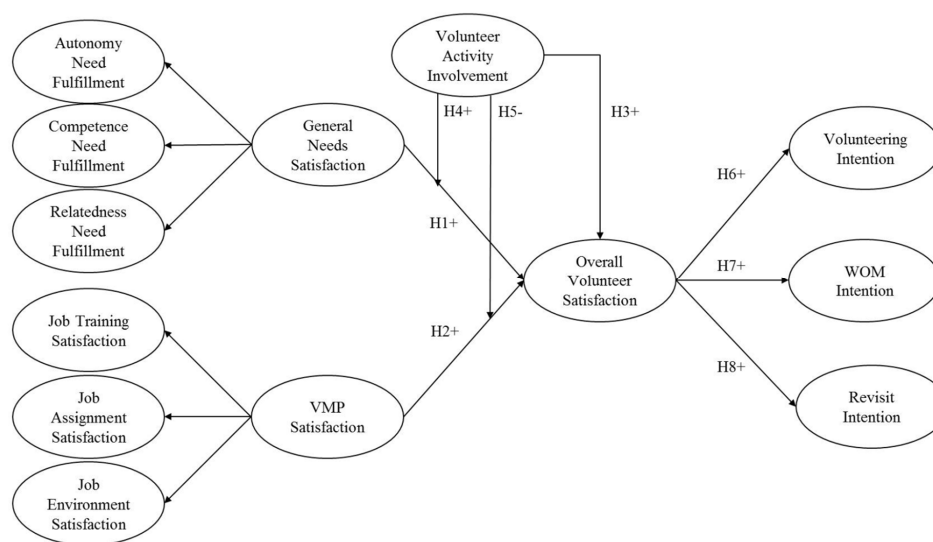 Autonomy
Need
Fulfillment
Competence
Need
Fulfillment
Relatedness
Need
Fulfillment
General
Needs
Satisfaction
Volunteer
Activity
Involvement
H4+
H5-
H3+
H1+
H2+
Job Training
Satisfaction
Job
Assignment
Satisfaction
Job
Environment
Satisfaction
VMP
Satisfaction
Overall
Volunteer
Satisfaction
H6+
H7+
H8+
Volunteering
Intention
WOM
Intention
Revisit
Intention